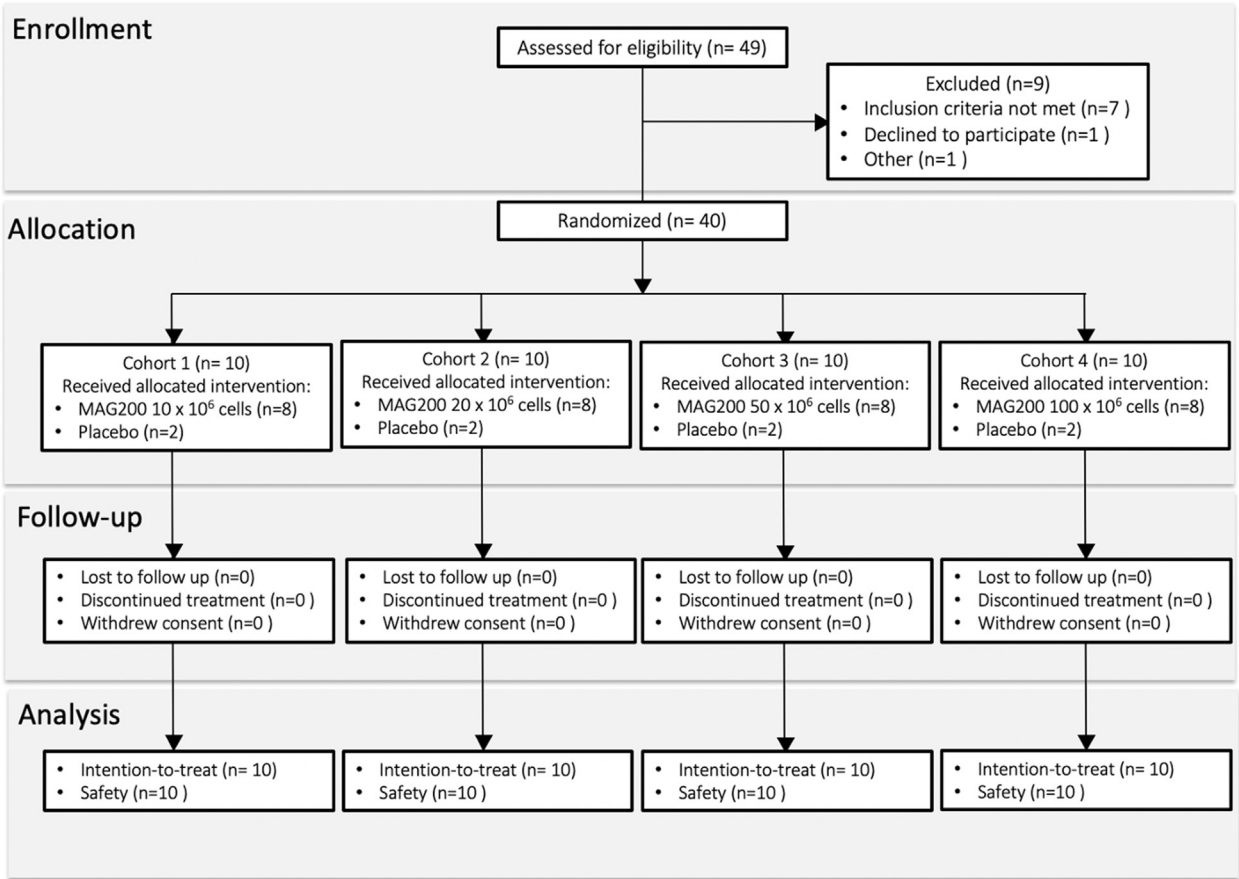 Enrollment
Assessed for eligibility (n= 49)
Excluded (n=9)
• Inclusion criteria not met (n=7 )
• Declined to participate (n=1 )
• Other (n=1 )
Allocation
Randomized (n= 40)
Cohort 1 (n= 10)
Received allocated intervention:
• MAG200 10 x 10⁶ cells (n=8)
• Placebo (n=2)
Cohort 2 (n= 10)
Received allocated intervention:
• MAG200 20 x 10⁶ cells (n=8)
• Placebo (n=2)
Cohort 3 (n= 10)
Received allocated intervention:
• MAG200 50 x 10⁶ cells (n=8)
• Placebo (n=2)
Cohort 4 (n= 10)
Received allocated intervention:
• MAG200 100 x 10⁶ cells (n=8)
• Placebo (n=2)
Follow-up
• Lost to follow up (n=0)
• Discontinued treatment (n=0 )
• Withdrew consent (n=0 )
• Lost to follow up (n=0)
• Discontinued treatment (n=0 )
• Withdrew consent (n=0 )
• Lost to follow up (n=0)
• Discontinued treatment (n=0 )
• Withdrew consent (n=0 )
• Lost to follow up (n=0)
• Discontinued treatment (n=0 )
• Withdrew consent (n=0 )
Analysis
• Intention-to-treat (n= 10)
• Safety (n=10 )
• Intention-to-treat (n= 10)
• Safety (n=10 )
• Intention-to-treat (n= 10)
• Safety (n=10 )
• Intention-to-treat (n= 10)
• Safety (n=10 )